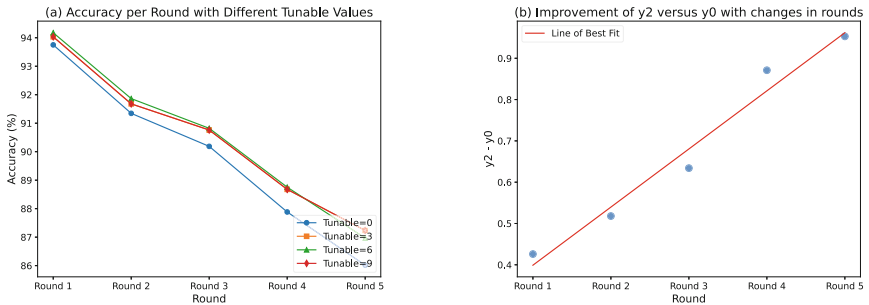 (a) Accuracy per Round with Different Tunable Values
94
93
92
91
90
89
88
87
86
Accuracy (%)
Tunable=0
Tunable=3
Tunable=6
Tunable=9
Round 1 Round 2 Round 3 Round 4 Round 5
Round
(b) Improvement of y2 versus y0 with changes in rounds
Line of Best Fit
0.9
0.8
0.7
0.6
0.5
0.4
y2 - y0
Round 1 Round 2 Round 3 Round 4 Round 5
Round